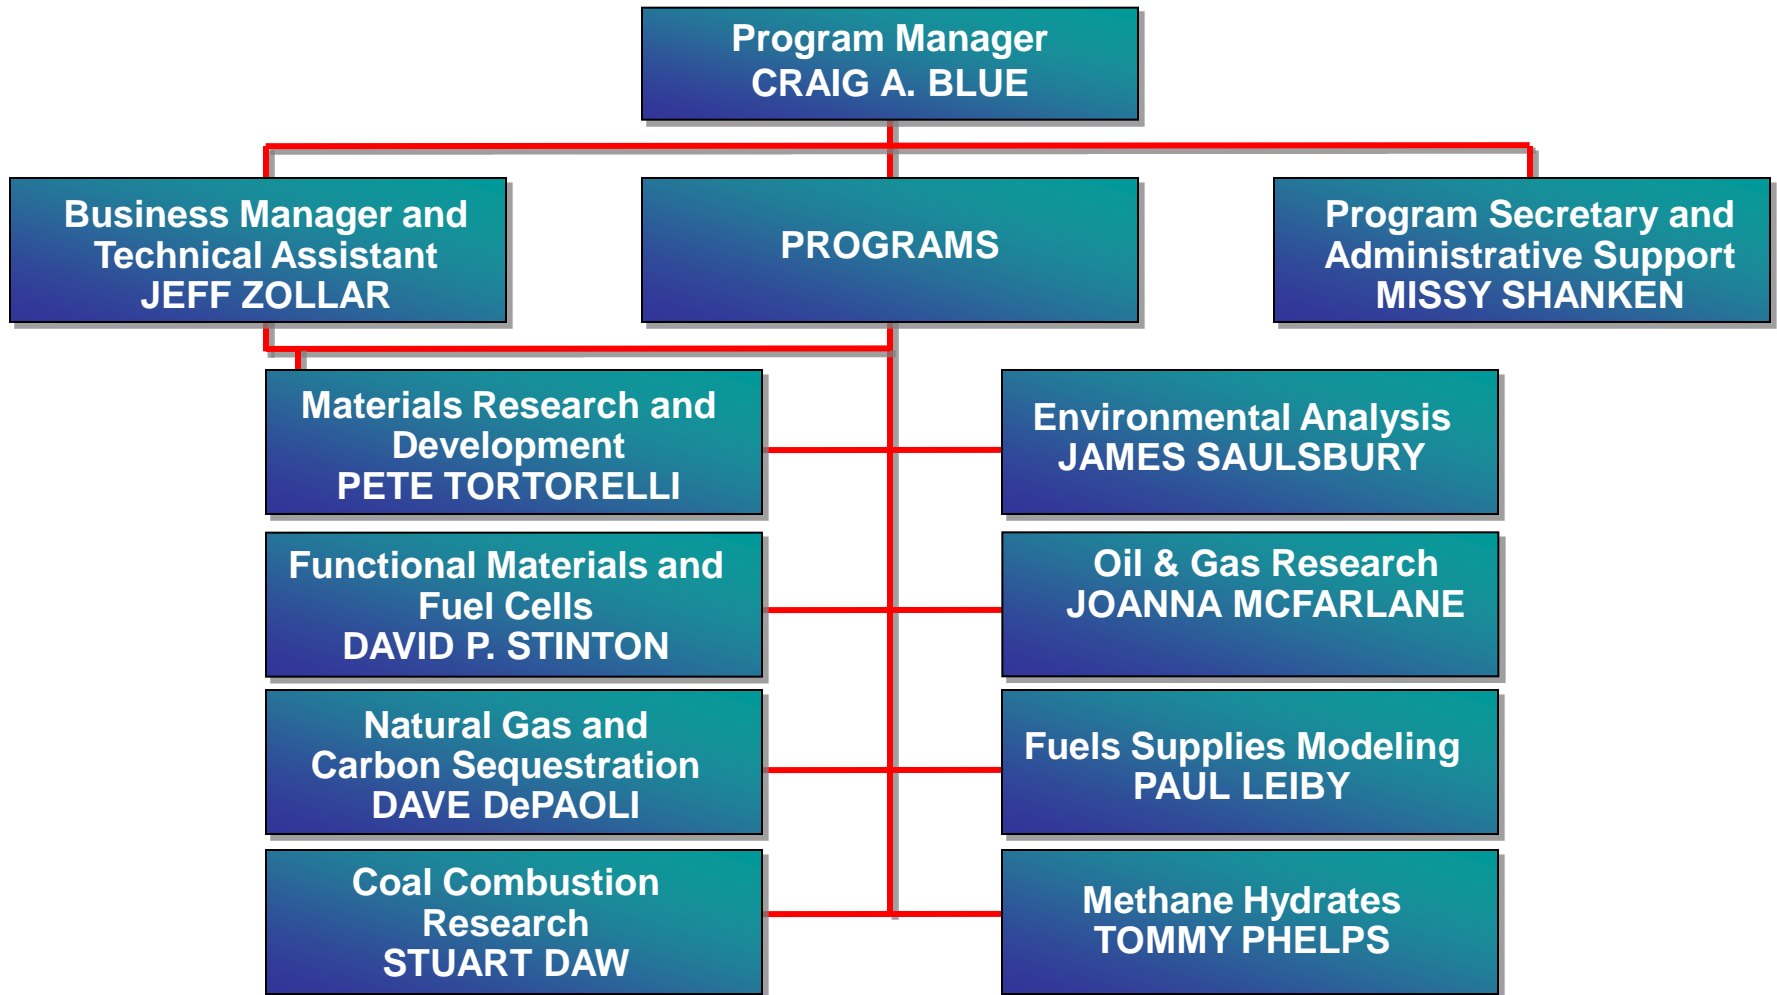 Program Manager
CRAIG A. BLUE
Business Manager and
Technical Assistant
JEFF ZOLLAR
PROGRAMS
Program Secretary and
Administrative Support
MISSY SHANKEN
Materials Research and
Development
PETE TORTORELLI
Environmental Analysis
JAMES SAULSBURY
Functional Materials and
Fuel Cells
DAVID P. STINTON
Oil & Gas Research
JOANNA MCFARLANE
Natural Gas and
Carbon Sequestration
DAVE DePAOLI
Fuels Supplies Modeling
PAUL LEIBY
Coal Combustion
Research
STUART DAW
Methane Hydrates
TOMMY PHELPS